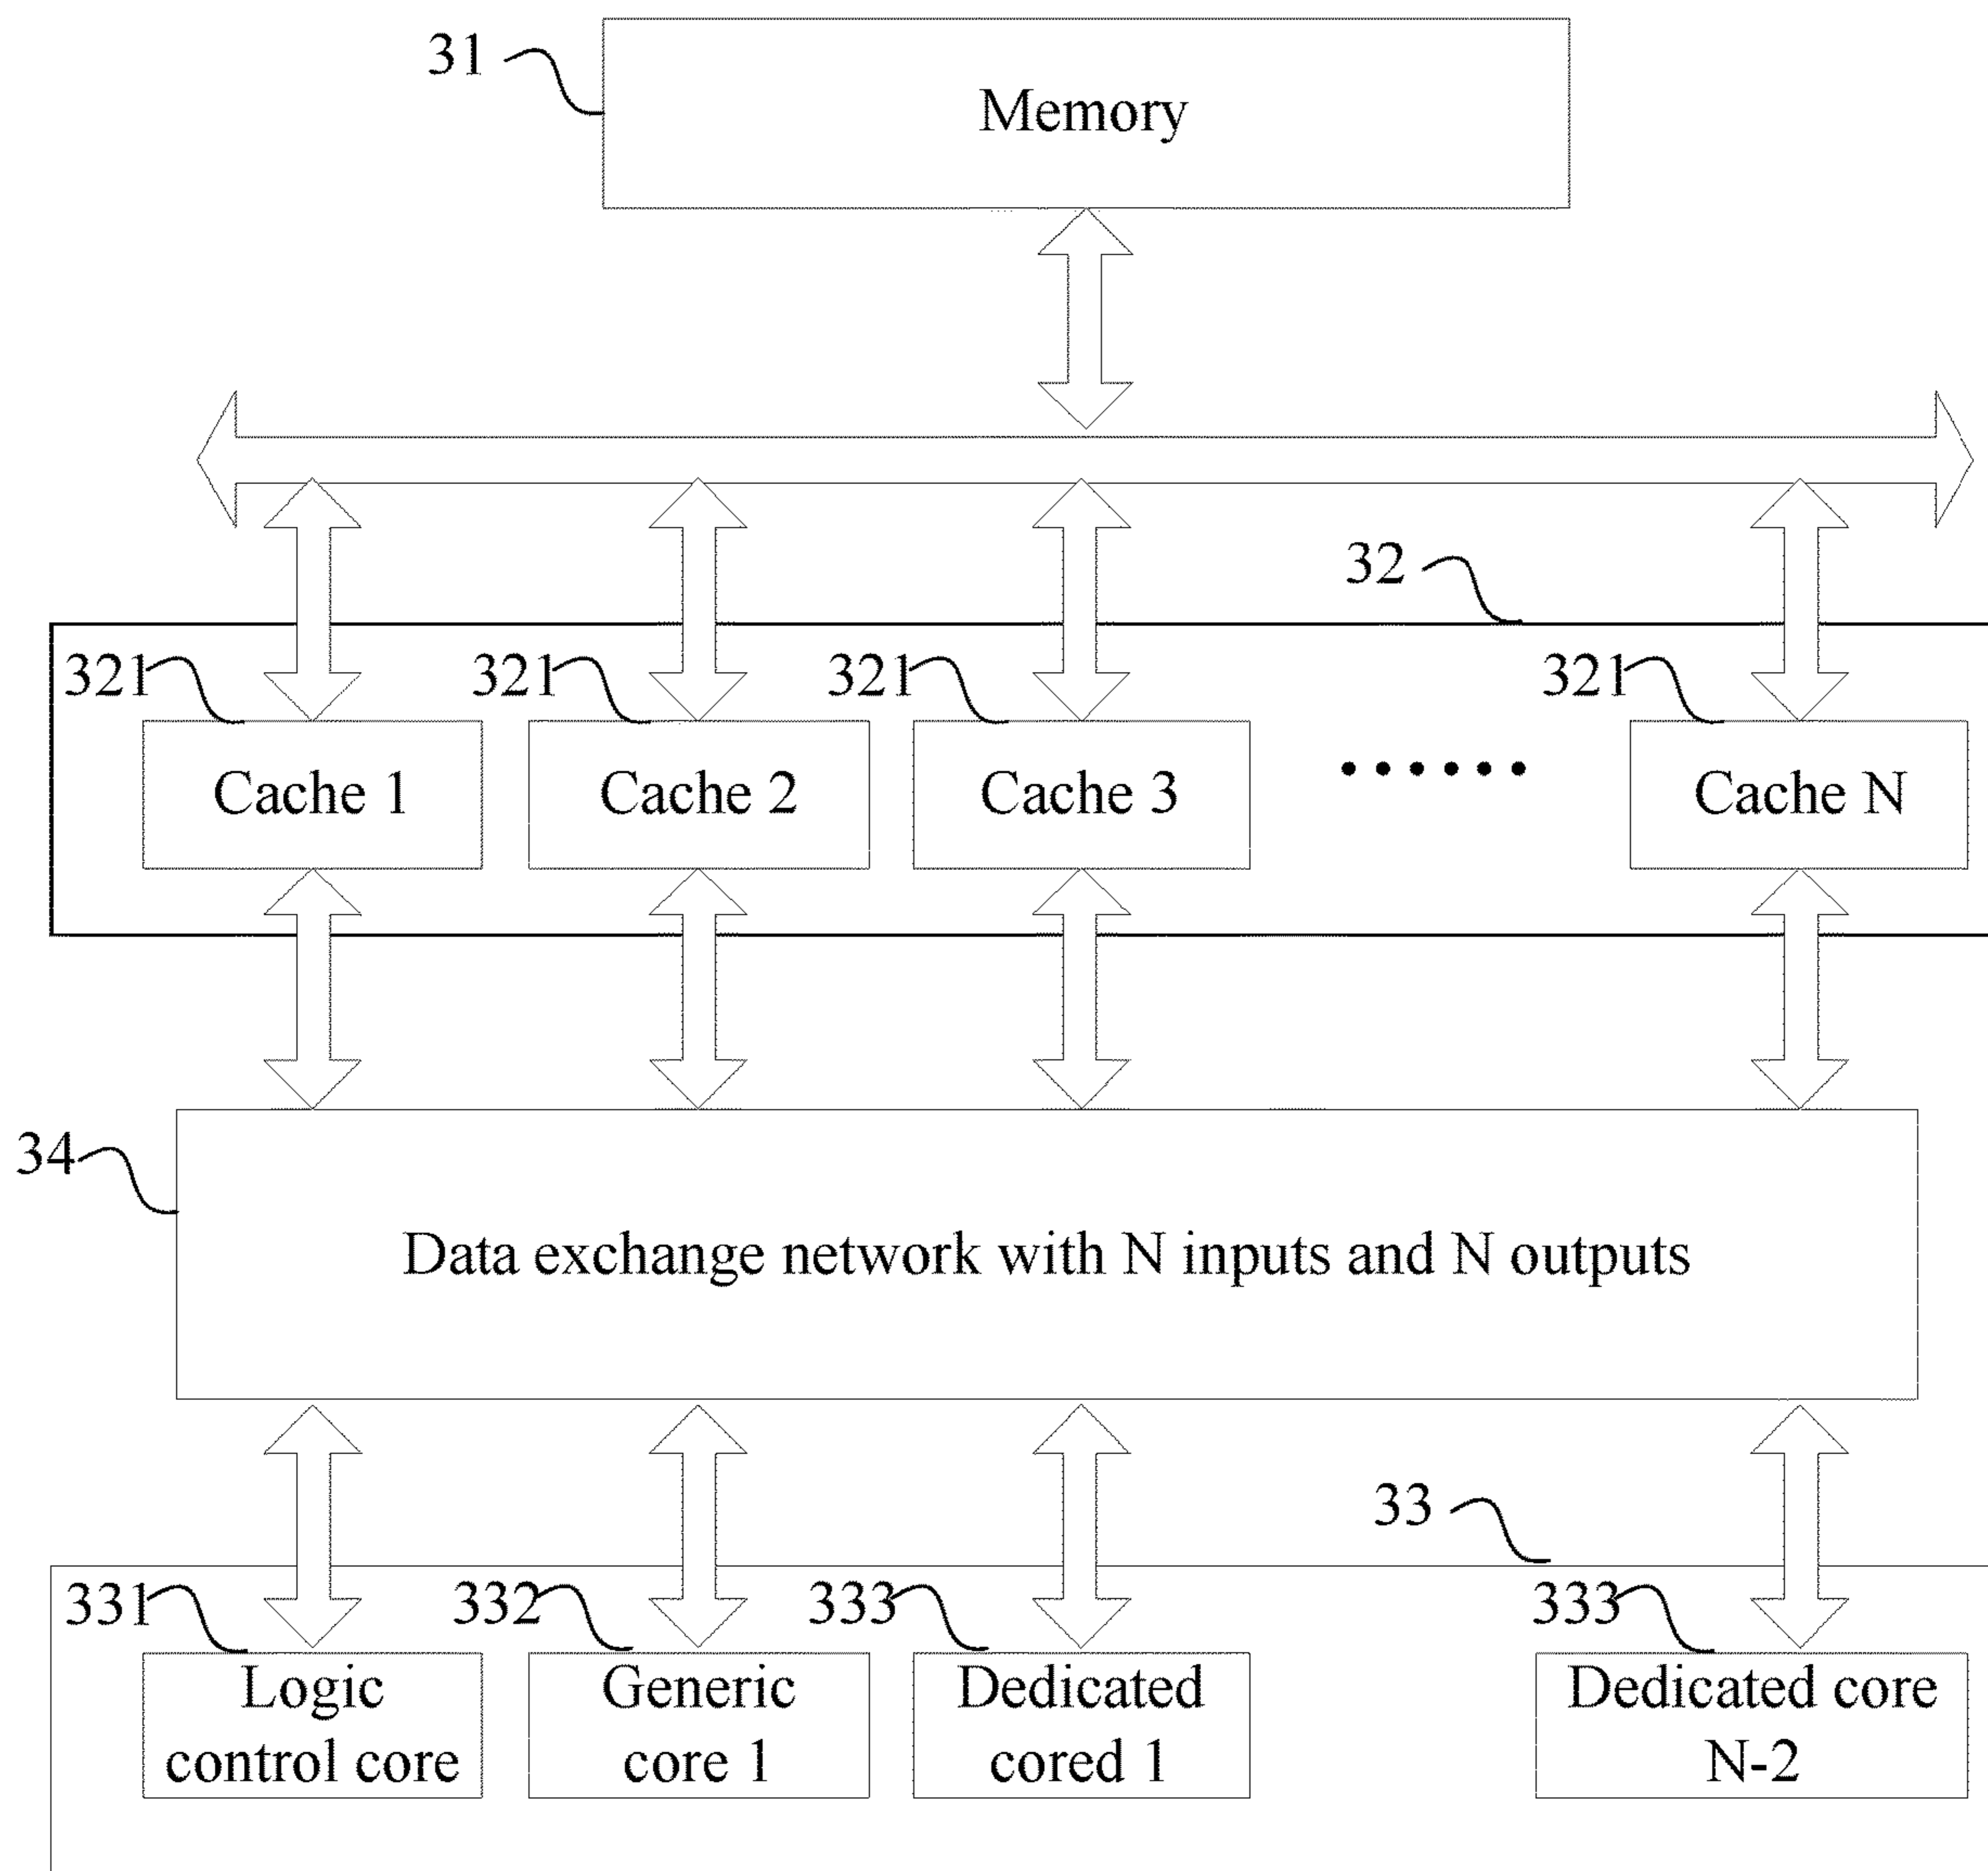 31
Memory
32
321
321
321
321
Cache 1
Cache 2
Cache 3
Cache N
34
Data exchange network with N inputs and N outputs
33
331
332
333
333
Logic
control core
Generic
core 1
Dedicated
cored 1
Dedicated core
N-2